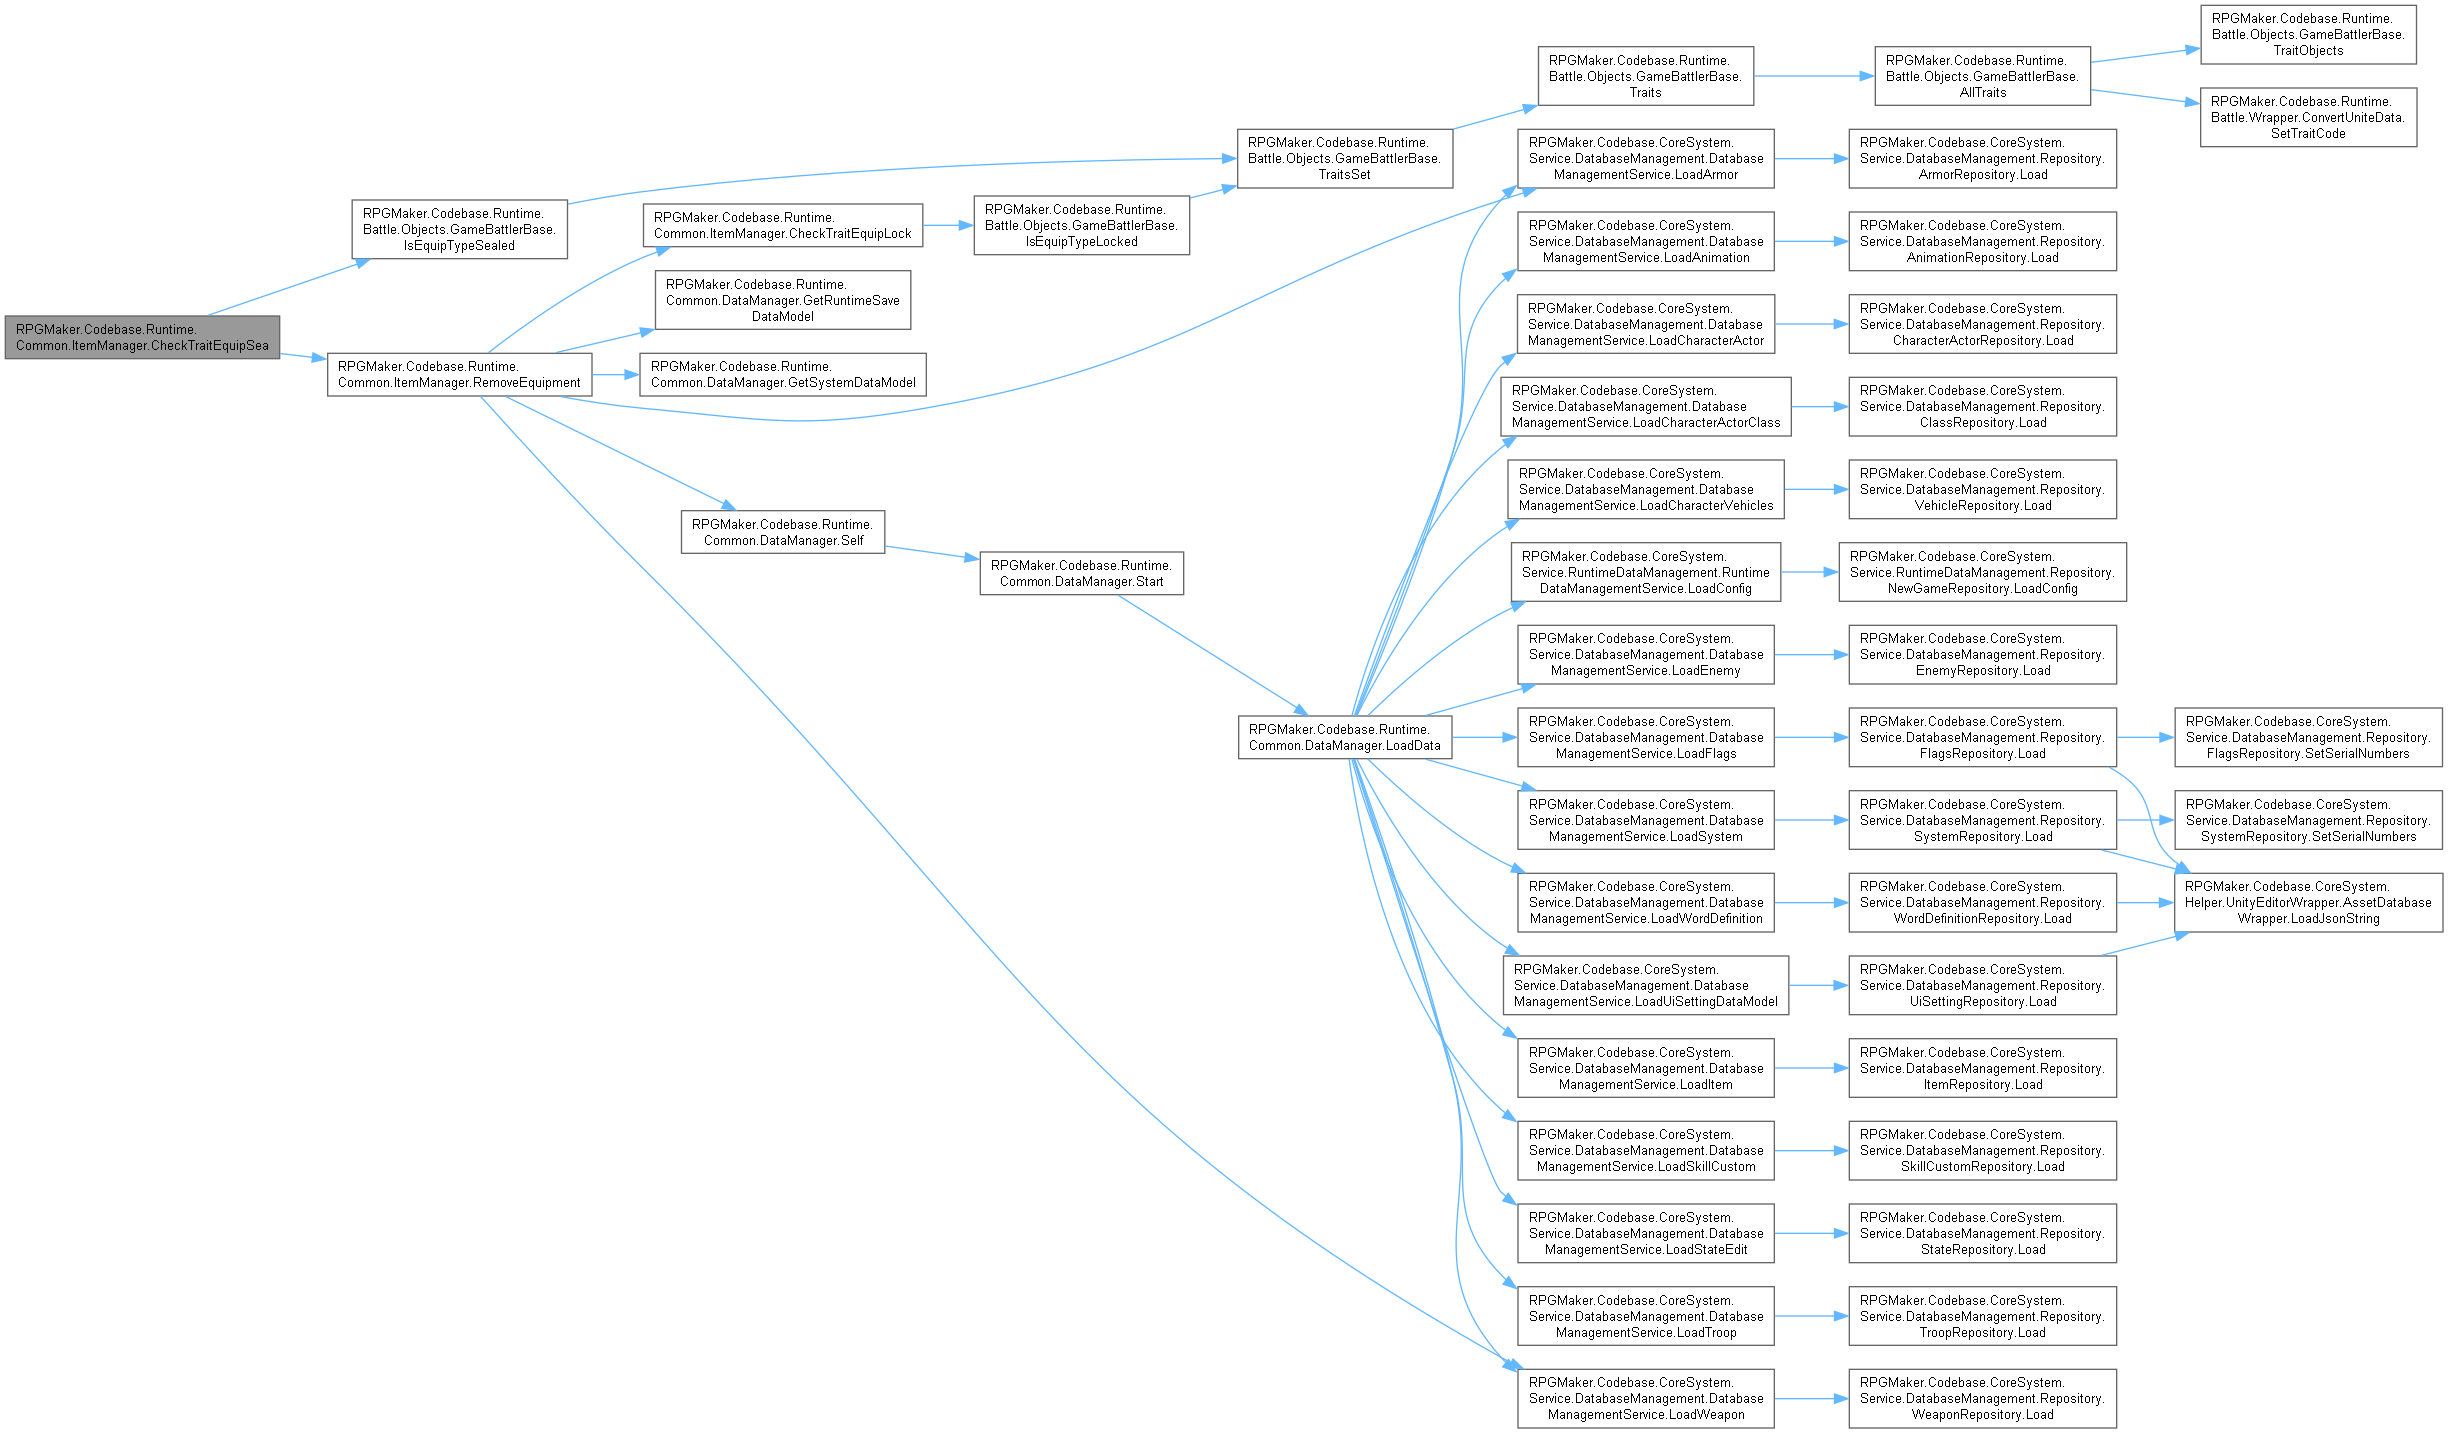 RPGMaker.Codebase.Runtime.
Common.ItemManager.CheckTraitEquipSea
RPGMaker.Codebase.Runtime.
Battle.Objects.GameBattlerBase.
IsEquipTypeSealed
RPGMaker.Codebase.Runtime.
Common.ItemManager.RemoveEquipment
RPGMaker.Codebase.Runtime.
Common.ItemManager.CheckTraitEquipLock
RPGMaker.Codebase.Runtime.
Common.DataManager.GetRuntimeSave
DataModel
RPGMaker.Codebase.Runtime.
Common.DataManager.GetSystemDataModel
RPGMaker.Codebase.Runtime.
Common.DataManager.Self
RPGMaker.Codebase.Runtime.
Battle.Objects.GameBattlerBase.
IsEquipTypeLocked
RPGMaker.Codebase.Runtime.
Common.DataManager.Start
RPGMaker.Codebase.Runtime.
Battle.Objects.GameBattlerBase.
TraitsSet
RPGMaker.Codebase.Runtime.
Common.DataManager.LoadData
RPGMaker.Codebase.Runtime.
Battle.Objects.GameBattlerBase.
Traits
RPGMaker.Codebase.CoreSystem.
Service.DatabaseManagement.Database
ManagementService.LoadArmor
RPGMaker.Codebase.CoreSystem.
Service.DatabaseManagement.Database
ManagementService.LoadAnimation
RPGMaker.Codebase.CoreSystem.
Service.DatabaseManagement.Database
ManagementService.LoadCharacterActor
RPGMaker.Codebase.CoreSystem.
Service.DatabaseManagement.Database
ManagementService.LoadCharacterActorClass
RPGMaker.Codebase.CoreSystem.
Service.DatabaseManagement.Database
ManagementService.LoadCharacterVehicles
RPGMaker.Codebase.CoreSystem.
Service.RuntimeDataManagement.Runtime
DataManagementService.LoadConfig
RPGMaker.Codebase.CoreSystem.
Service.DatabaseManagement.Database
ManagementService.LoadEnemy
RPGMaker.Codebase.CoreSystem.
Service.DatabaseManagement.Database
ManagementService.LoadFlags
RPGMaker.Codebase.CoreSystem.
Service.DatabaseManagement.Database
ManagementService.LoadSystem
RPGMaker.Codebase.CoreSystem.
Service.DatabaseManagement.Database
ManagementService.LoadWordDefinition
RPGMaker.Codebase.CoreSystem.
Service.DatabaseManagement.Database
ManagementService.LoadUiSettingDataModel
RPGMaker.Codebase.CoreSystem.
Service.DatabaseManagement.Database
ManagementService.LoadItem
RPGMaker.Codebase.CoreSystem.
Service.DatabaseManagement.Database
ManagementService.LoadSkillCustom
RPGMaker.Codebase.CoreSystem.
Service.DatabaseManagement.Database
ManagementService.LoadStateEdit
RPGMaker.Codebase.CoreSystem.
Service.DatabaseManagement.Database
ManagementService.LoadTroop
RPGMaker.Codebase.CoreSystem.
Service.DatabaseManagement.Database
ManagementService.LoadWeapon
RPGMaker.Codebase.Runtime.
Battle.Objects.GameBattlerBase.
AllTraits
RPGMaker.Codebase.CoreSystem.
Service.DatabaseManagement.Repository.
ArmorRepository.Load
RPGMaker.Codebase.CoreSystem.
Service.DatabaseManagement.Repository.
AnimationRepository.Load
RPGMaker.Codebase.CoreSystem.
Service.DatabaseManagement.Repository.
CharacterActorRepository.Load
RPGMaker.Codebase.CoreSystem.
Service.DatabaseManagement.Repository.
ClassRepository.Load
RPGMaker.Codebase.CoreSystem.
Service.DatabaseManagement.Repository.
VehicleRepository.Load
RPGMaker.Codebase.CoreSystem.
Service.RuntimeDataManagement.Repository.
NewGameRepository.LoadConfig
RPGMaker.Codebase.CoreSystem.
Service.DatabaseManagement.Repository.
EnemyRepository.Load
RPGMaker.Codebase.CoreSystem.
Service.DatabaseManagement.Repository.
FlagsRepository.Load
RPGMaker.Codebase.CoreSystem.
Service.DatabaseManagement.Repository.
SystemRepository.Load
RPGMaker.Codebase.CoreSystem.
Service.DatabaseManagement.Repository.
WordDefinitionRepository.Load
RPGMaker.Codebase.CoreSystem.
Service.DatabaseManagement.Repository.
UiSettingRepository.Load
RPGMaker.Codebase.CoreSystem.
Service.DatabaseManagement.Repository.
ItemRepository.Load
RPGMaker.Codebase.CoreSystem.
Service.DatabaseManagement.Repository.
SkillCustomRepository.Load
RPGMaker.Codebase.CoreSystem.
Service.DatabaseManagement.Repository.
StateRepository.Load
RPGMaker.Codebase.CoreSystem.
Service.DatabaseManagement.Repository.
TroopRepository.Load
RPGMaker.Codebase.CoreSystem.
Service.DatabaseManagement.Repository.
WeaponRepository.Load
RPGMaker.Codebase.Runtime.
Battle.Objects.GameBattlerBase.
TraitObjects
RPGMaker.Codebase.Runtime.
Battle.Wrapper.ConvertUniteData.
SetTraitCode
RPGMaker.Codebase.CoreSystem.
Service.DatabaseManagement.Repository.
FlagsRepository.SetSerialNumbers
RPGMaker.Codebase.CoreSystem.
Service.DatabaseManagement.Repository.
SystemRepository.SetSerialNumbers
RPGMaker.Codebase.CoreSystem.
Helper.UnityEditorWrapper.AssetDatabase
Wrapper.LoadJsonString